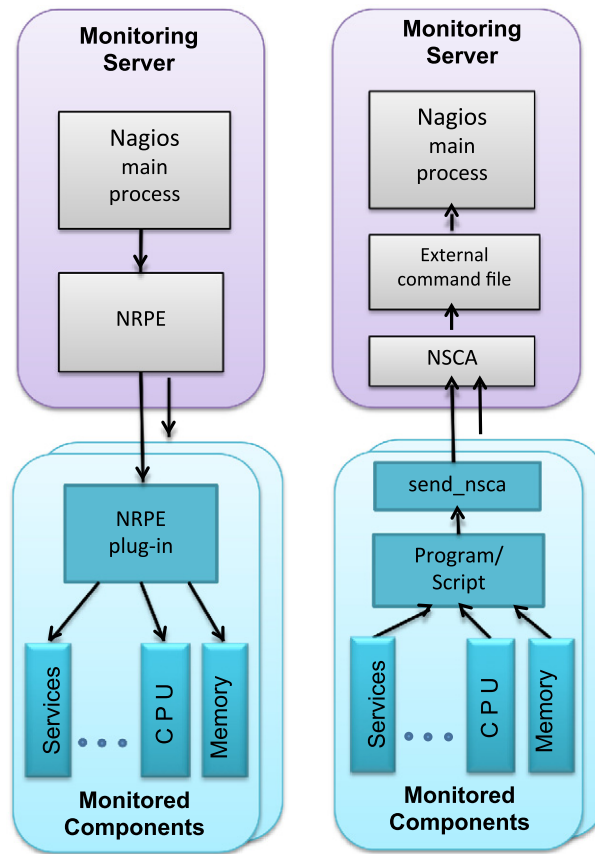 Monitoring
Server
Nagios
main
process
NRPE
NRPE
plug-in
Services
C P U
Memory
Monitored
Components
Monitoring
Server
Nagios
main
process
External
command file
NSCA
send_nsca
Program/
Script
Services
C P U
Memory
Monitored
Components